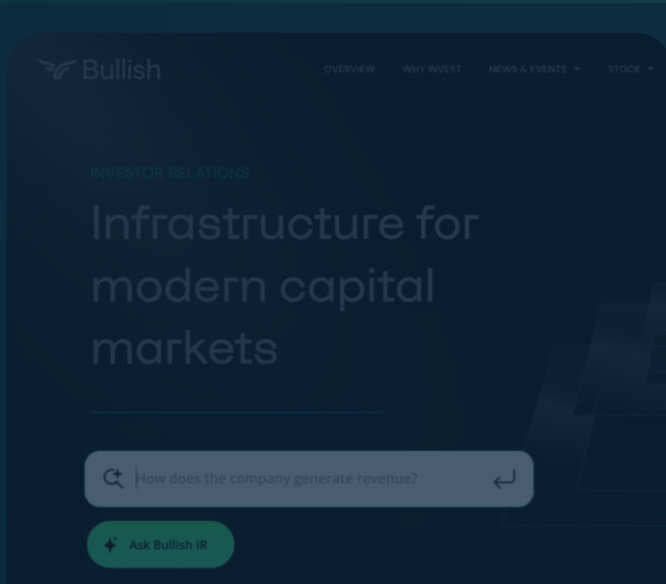 Bullish
OVERVIEW WHY INVEST NEWS & EVENTS STOCK
INVESTOR RELATIONS
Infrastructure for
modern capital
markets
How does the company generate revenue?
Ask Bullish IR